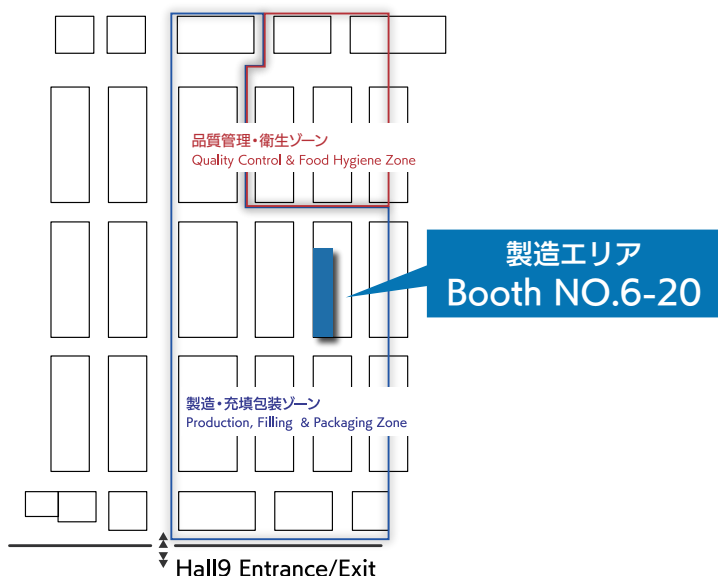 品質管理・衛生ゾーン
Quality Control & Food Hygiene Zone
製造エリア
Booth NO.6-20
製造・充填包装ゾーン
Production, Filling & Packaging Zone
Hall9 Entrance/Exit